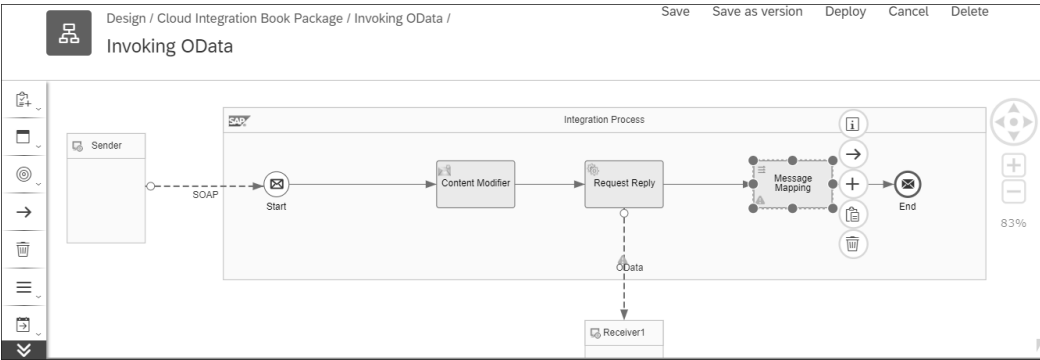 Design / Cloud Integration Book Package / Invoking OData /
Invoking OData
Save Save as version Deploy Cancel Delete
SAP
Integration Process
Sender
SOAP
Start
Content Modifier
Request Reply
Message
Mapping
End
OData
Receiver1
83%